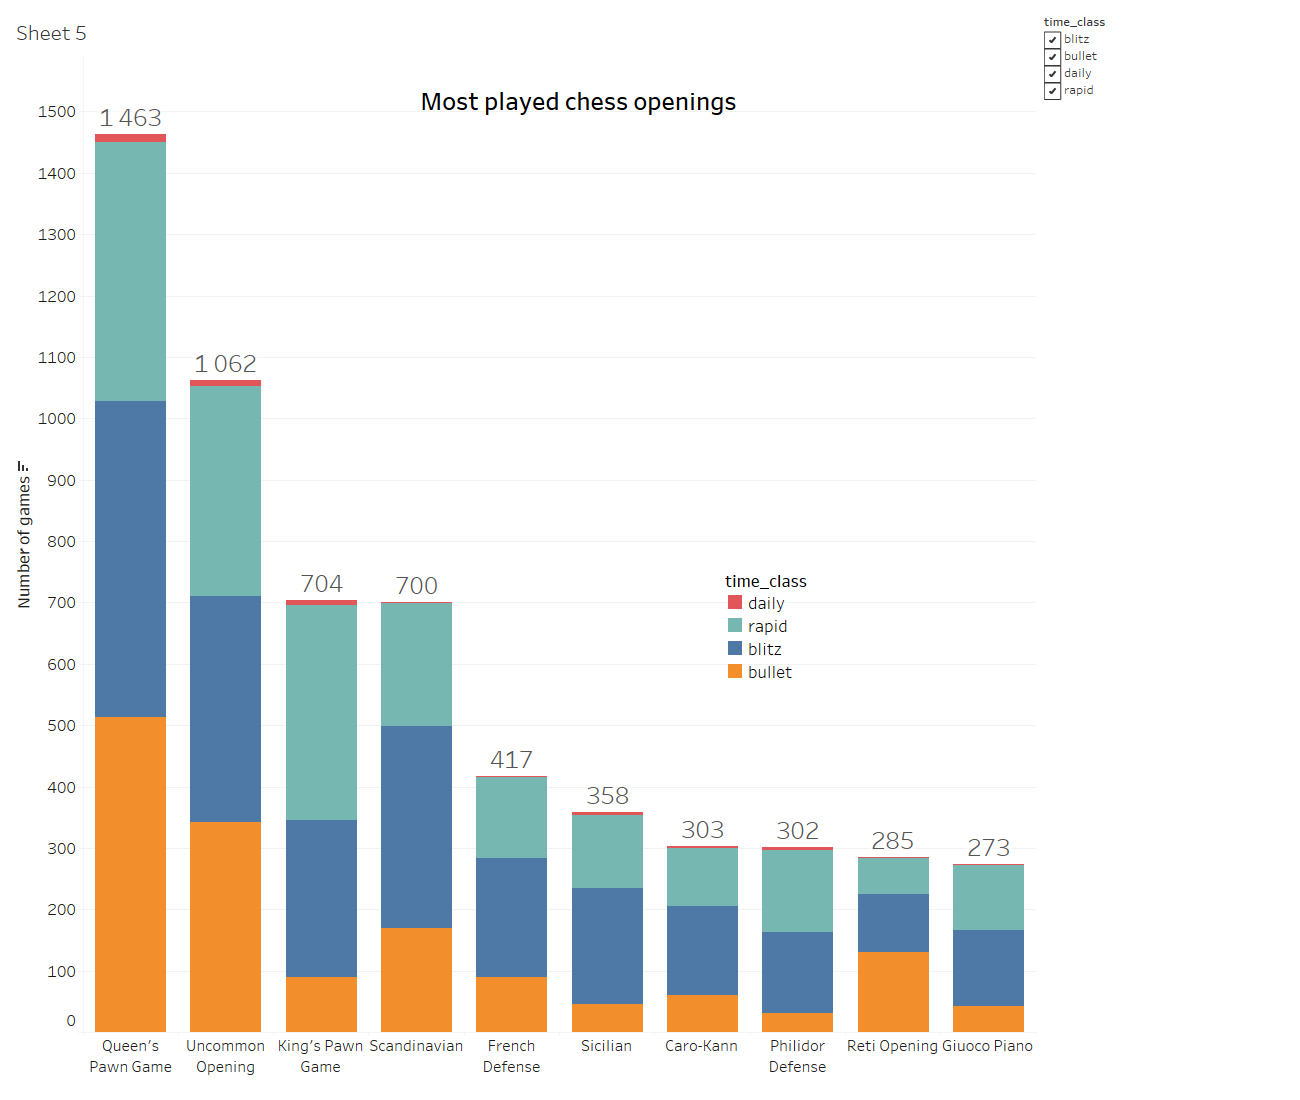 Sheet 5
time_class
blitz
bullet
daily
rapid
Most played chess openings
Number of games
1500
1400
1300
1200
1100
1000
900
800
700
600
500
400
300
200
100
0
1 463
1 062
704
700
417
358
303
302
285
273
time_class
daily
rapid
blitz
bullet
Queen's
Pawn Game
Uncommon
Opening
King's Pawn
Game
Scandinavian
French
Defense
Sicilian
Caro-Kann
Philidor
Defense
Reti Opening
Giuoco Piano